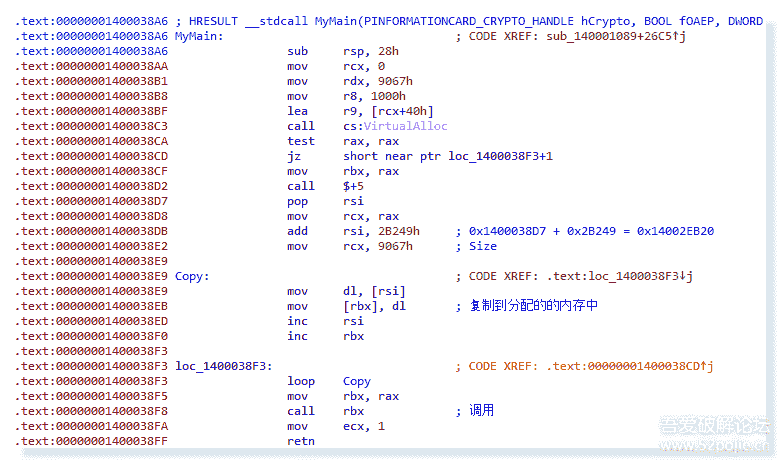 .text:00000001400038A6 ; HRESULT __stdcall MyMain(PINFORMATIONCARD_CRYPTO_HANDLE hCrypto, BOOL fOAEP, DWORD
.text:00000001400038A6 MyMain: ; CODE XREF: sub_140001089+26C5↑j
.text:00000001400038A6 sub rsp, 28h
.text:00000001400038AA mov rcx, 0
.text:00000001400038B1 mov rdx, 9067h
.text:00000001400038B8 mov r8, 1000h
.text:00000001400038BF lea r9, [rcx+40h]
.text:00000001400038C3 call cs:VirtualAlloc
.text:00000001400038CA test rax, rax
.text:00000001400038CD jz short near ptr loc_1400038F3+1
.text:00000001400038CF mov rbx, rax
.text:00000001400038D2 call $+5
.text:00000001400038D7 pop rsi
.text:00000001400038D8 mov rcx, rax
.text:00000001400038DB add rsi, 2B249h ; 0x1400038D7 + 0x2B249 = 0x14002EB20
.text:00000001400038E2 mov rcx, 9067h ; Size
.text:00000001400038E9
.text:00000001400038E9 Copy: ; CODE XREF: .text:loc_1400038F3↓j
.text:00000001400038E9 mov dl, [rsi]
.text:00000001400038EB mov [rbx], dl ; 复制到分配的的内存中
.text:00000001400038ED inc rsi
.text:00000001400038F0 inc rbx
.text:00000001400038F3
.text:00000001400038F3 loc_1400038F3: ; CODE XREF: .text:00000001400038CD↑j
.text:00000001400038F3 loop Copy
.text:00000001400038F5 mov rbx, rax
.text:00000001400038F8 call rbx ; 调用
.text:00000001400038FA mov ecx, 1
.text:00000001400038FF retn
吾爱破解论坛
www.52pojie.cn